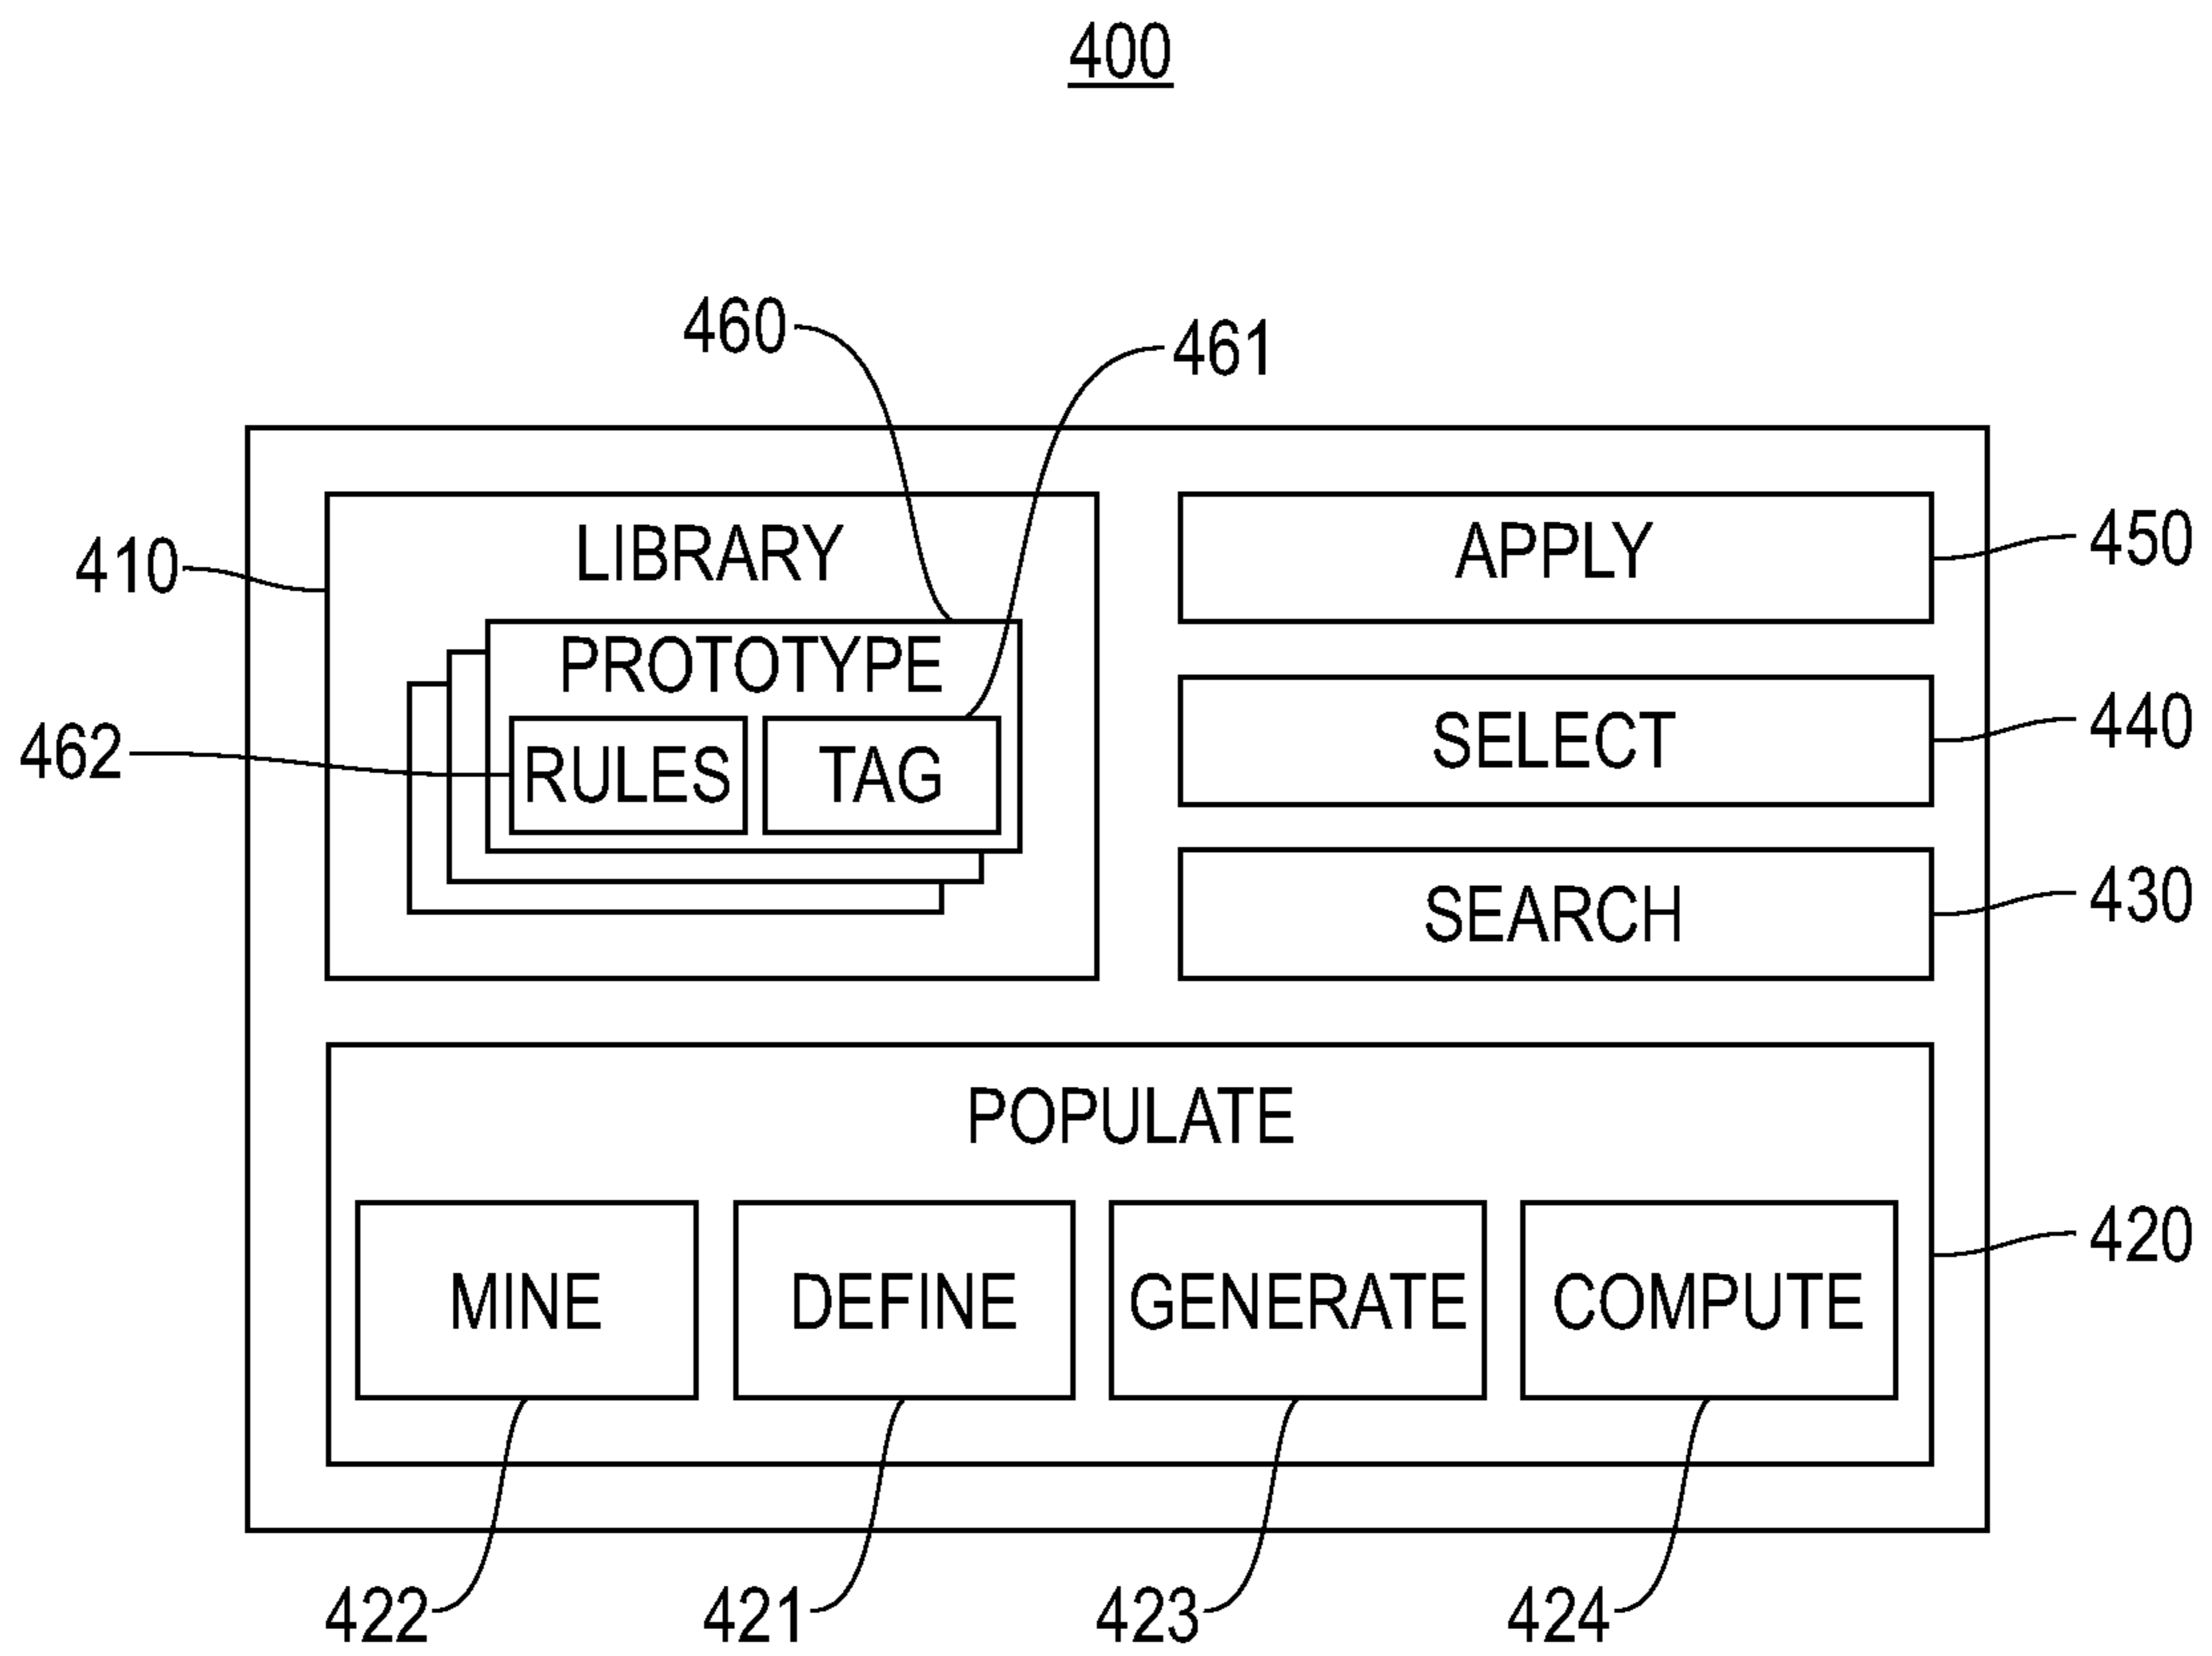 400
460
461
LIBRARY
APPLY
450
410
PROTOTYPE
SELECT
440
462
RULES
TAG
SEARCH
430
POPULATE
420
MINE
DEFINE
GENERATE
COMPUTE
422
421
423
424